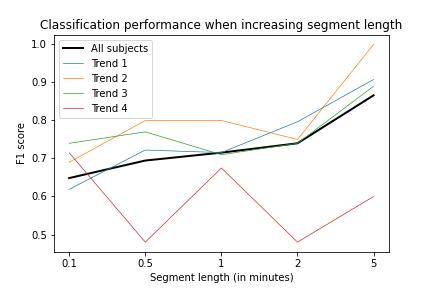 Classification performance when increasing segment length
All subjects
Trend 1
Trend 2
Trend 3
Trend 4
F1 score
1.0
0.9
0.8
0.7
0.6
0.5
0.1 0.5 1 2 5
Segment length (in minutes)